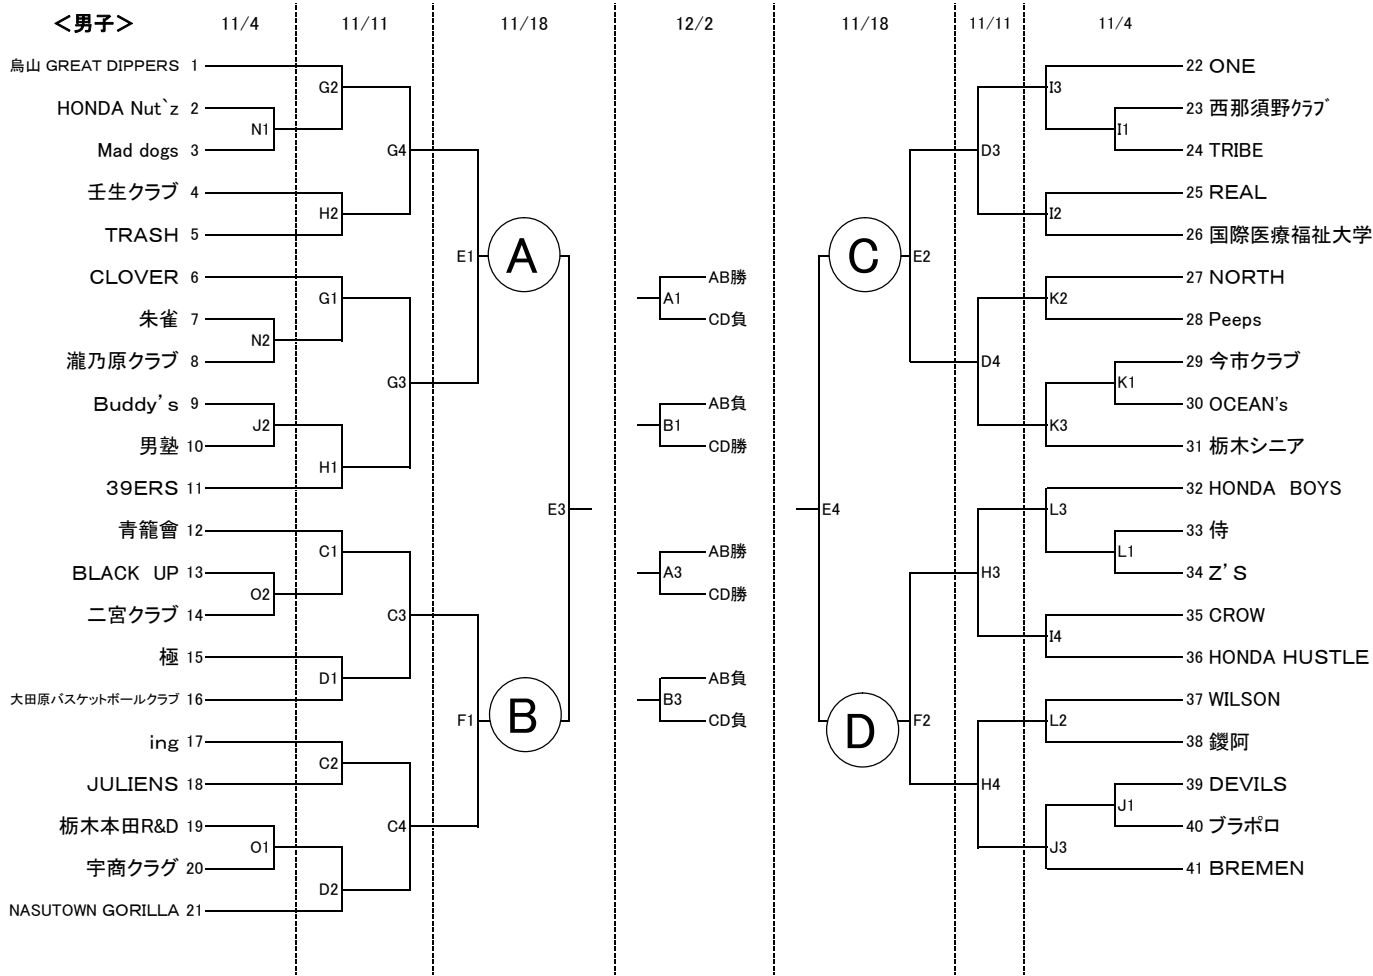 ＜男子＞ 11/4 11/11 11/18 12/2 11/18 11/11 11/4
烏山 GREAT DIPPERS 1
HONDA Nut`z 2
Mad dogs 3
壬生クラブ 4
TRASH 5
CLOVER 6
朱雀 7
瀧乃原クラブ 8
Buddy's 9
男塾 10
39ERS 11
青籠會 12
BLACK UP 13
二宮クラブ 14
極 15
大田原バスケットボールクラブ 16
ing 17
JULIENS 18
栃木本田R&D 19
宇商クラグ 20
NASUTOWN GORILLA 21
N1
N2
J2
O2
O1
G2
H2
G1
H1
C1
D1
C2
D2
G4
G3
C3
C4
E1
F1
A
B
E3
AB勝
A1
CD負
AB負
B1
CD勝
AB勝
A3
CD勝
AB負
B3
CD負
E4
C
D
E2
F2
D3
D4
H3
H4
I3
I2
K2
K3
L3
I4
L2
J3
I1
K1
L1
J1
22 ONE
23 西那須野ｸﾗﾌﾞ
24 TRIBE
25 REAL
26 国際医療福祉大学
27 NORTH
28 Peeps
29 今市クラブ
30 OCEAN's
31 栃木シニア
32 HONDA BOYS
33 侍
34 Z'S
35 CROW
36 HONDA HUSTLE
37 WILSON
38 鑁阿
39 DEVILS
40 ブラポロ
41 BREMEN